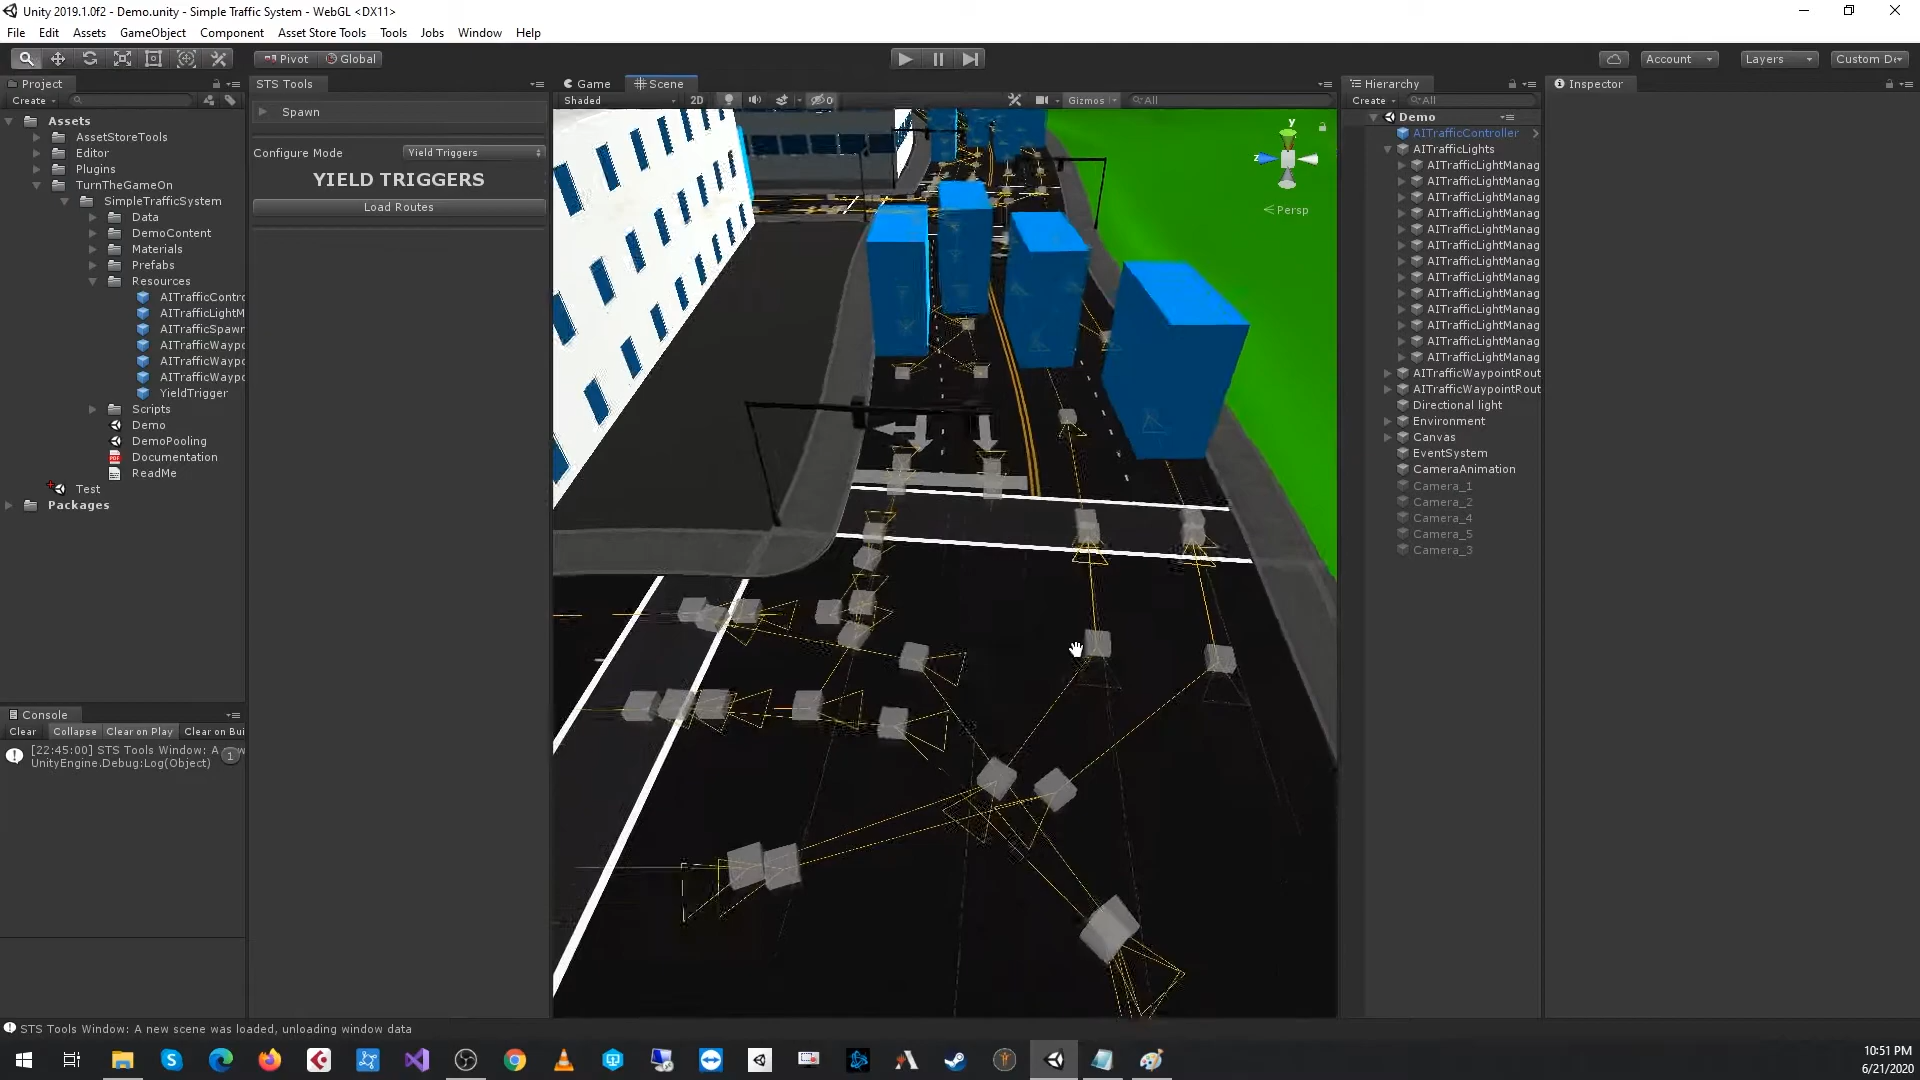 Unity 2019.1.0f2 - Demo.unity - Simple Traffic System - WebGL <DX11>
File Edit Assets GameObject Component Asset Store Tools Tools Jobs Window Help
Pivot Global Account Layers Custom De
Project
Create
Assets
AssetStoreTools
Editor
Plugins
TurnTheGameOn
SimpleTrafficSystem
Data
DemoContent
Materials
Prefabs
Resources
AITrafficContro
AITrafficLightM
AITrafficSpawn
AITrafficWaypo
AITrafficWaypo
AITrafficWaypo
YieldTrigger
Scripts
Demo
DemoPooling
Documentation
ReadMe
Test
Packages
Console
Clear Collapse Clear on Play Clear on Bui
[22:45:00] STS Tools Window: A new
UnityEngine.Debug:Log(Object)
1
STS Tools
Spawn
Configure Mode Yield Triggers
YIELD TRIGGERS
Load Routes
Game Scene
Shaded 2D 0 Gizmos All
y
z
Persp
Hierarchy
Create All
Demo
AITrafficController
AITrafficLights
AITrafficLightManag
AITrafficLightManag
AITrafficLightManag
AITrafficLightManag
AITrafficLightManag
AITrafficLightManag
AITrafficLightManag
AITrafficLightManag
AITrafficLightManag
AITrafficLightManag
AITrafficLightManag
AITrafficLightManag
AITrafficLightManag
AITrafficWaypointRout
AITrafficWaypointRout
Directional light
Environment
Canvas
EventSystem
CameraAnimation
Camera_1
Camera_2
Camera_4
Camera_5
Camera_3
Inspector
STS Tools Window: A new scene was loaded, unloading window data
10:51 PM
6/21/2020